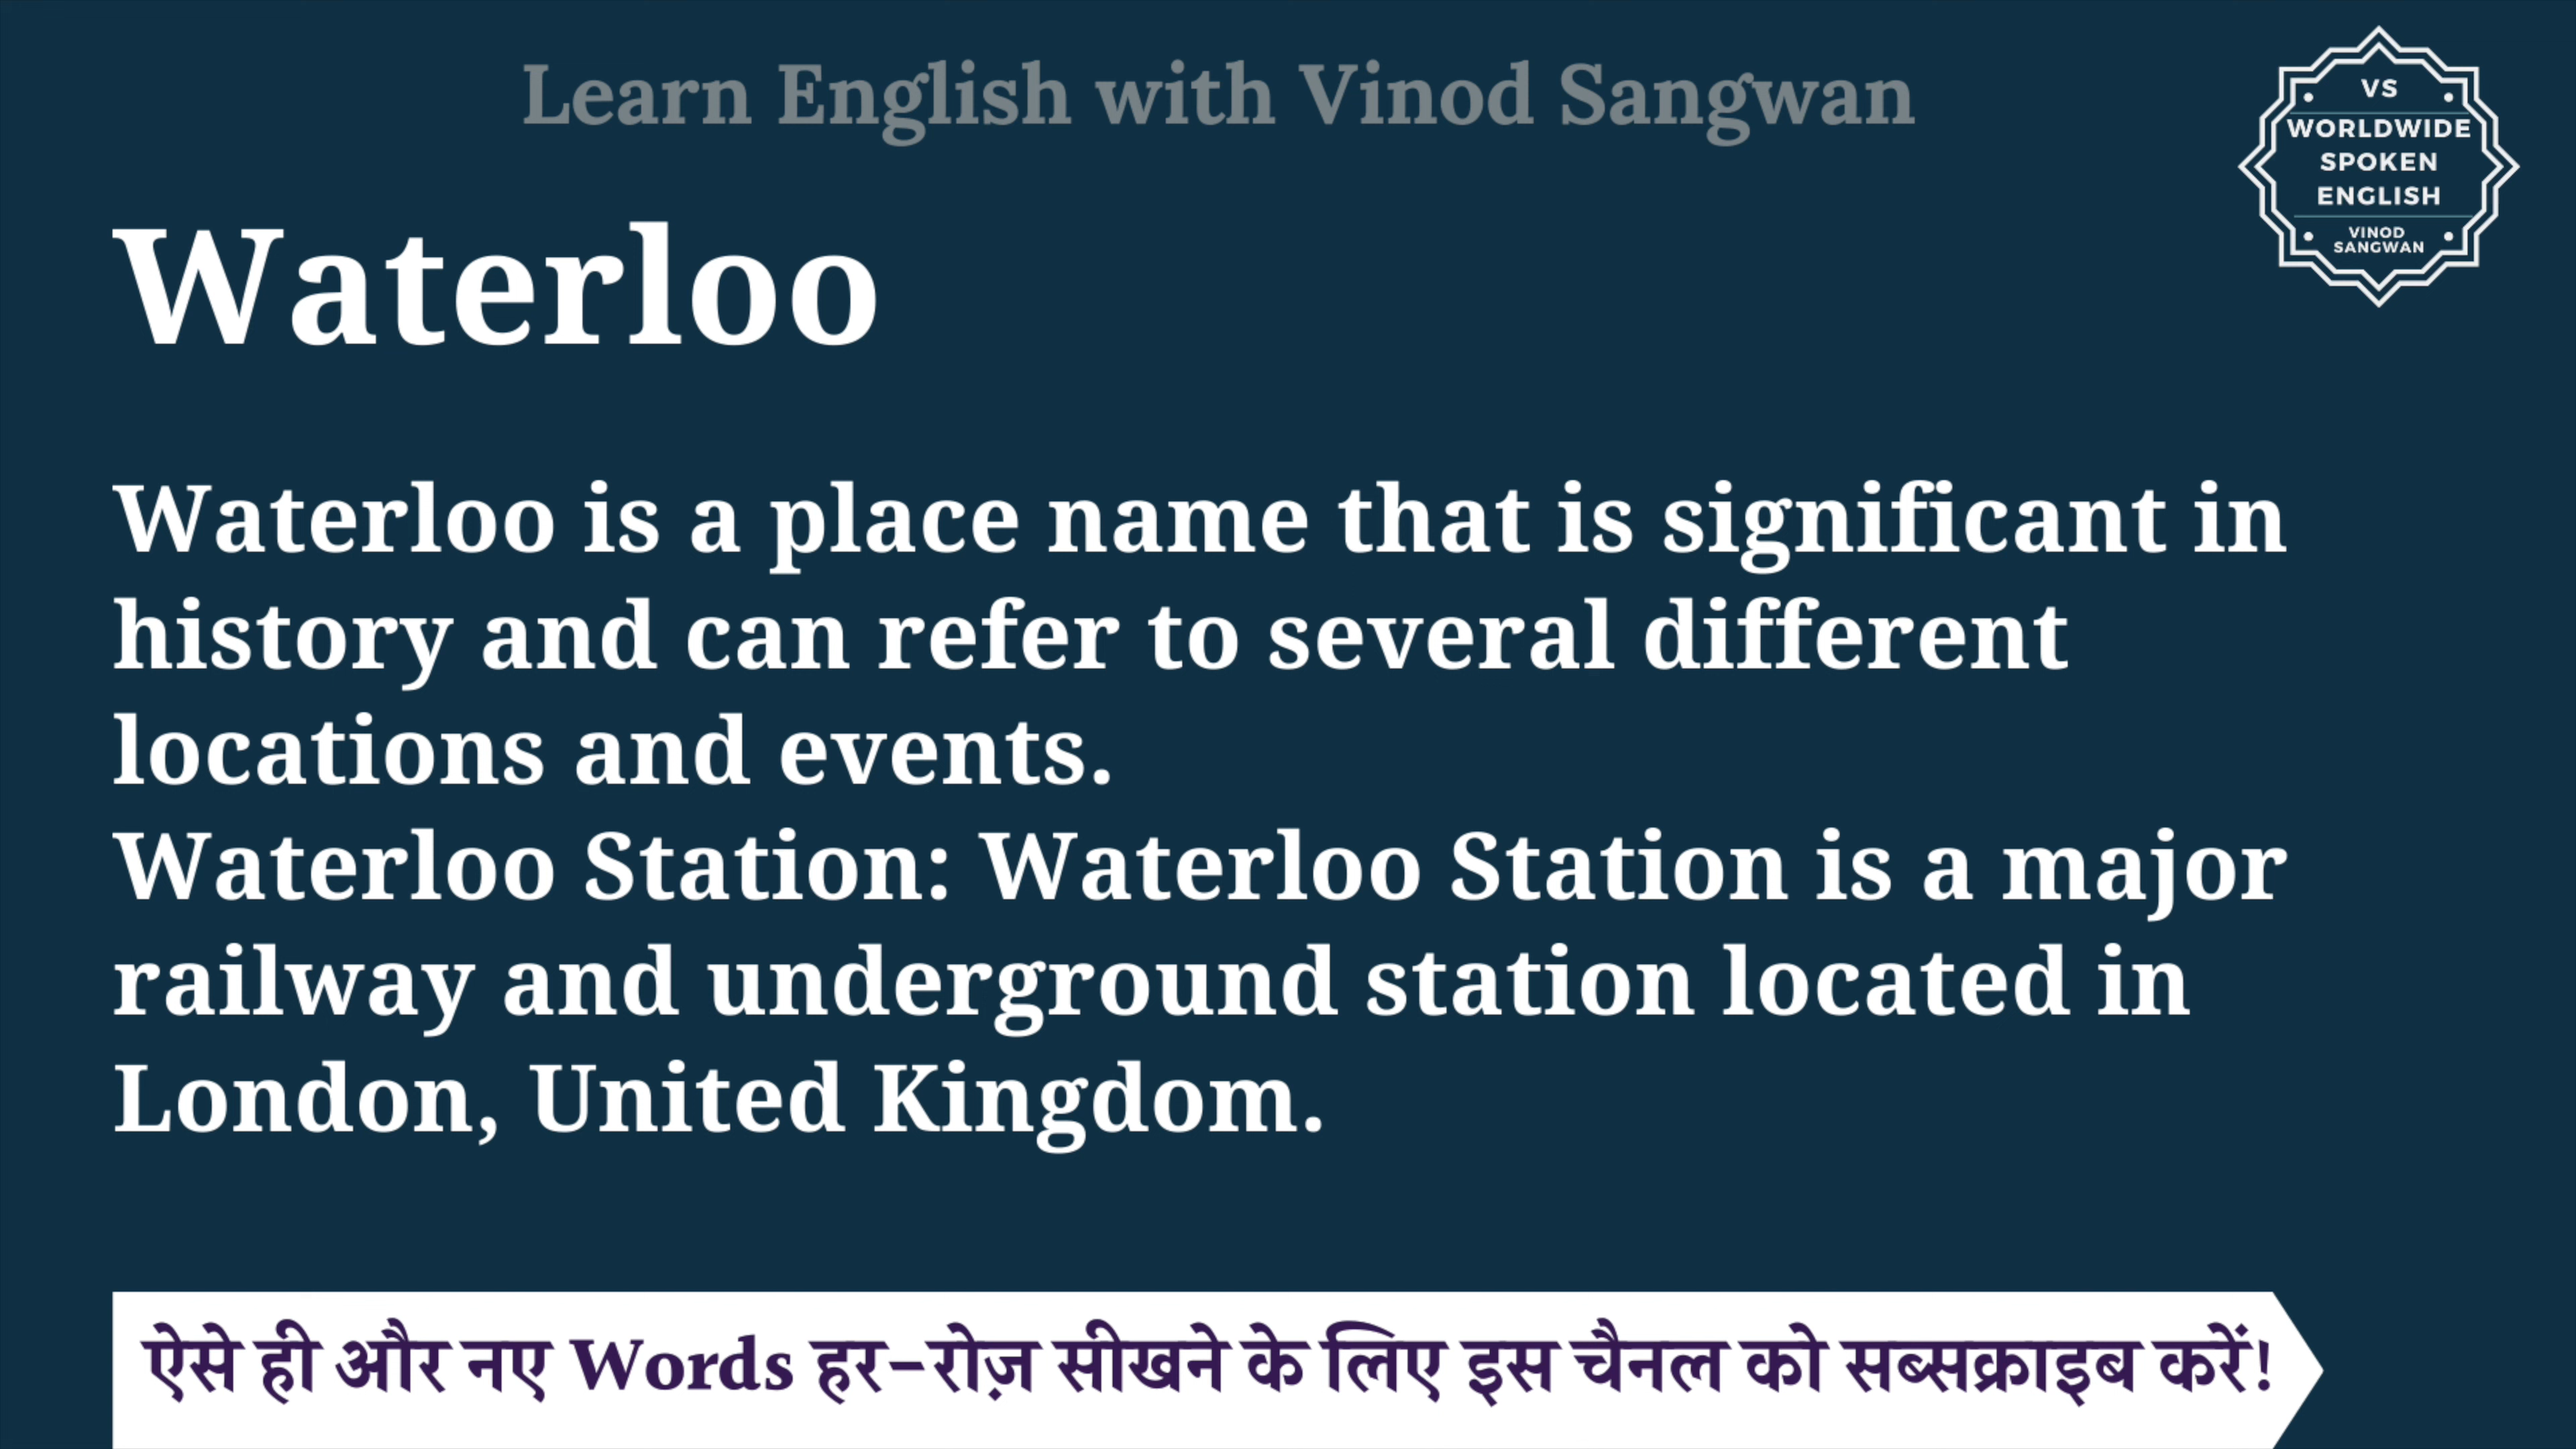 Learn English with Vinod Sangwan
VS
WORLDWIDE
SPOKEN
ENGLISH
VINOD
SANGWAN
Waterloo
Waterloo is a place name that is significant in
history and can refer to several different
locations and events.
Waterloo Station: Waterloo Station is a major
railway and underground station located in
London, United Kingdom.
ऐसे ही और नए Words हर-रोज़ सीखने के लिए इस चैनल को सब्सक्राइब करें!